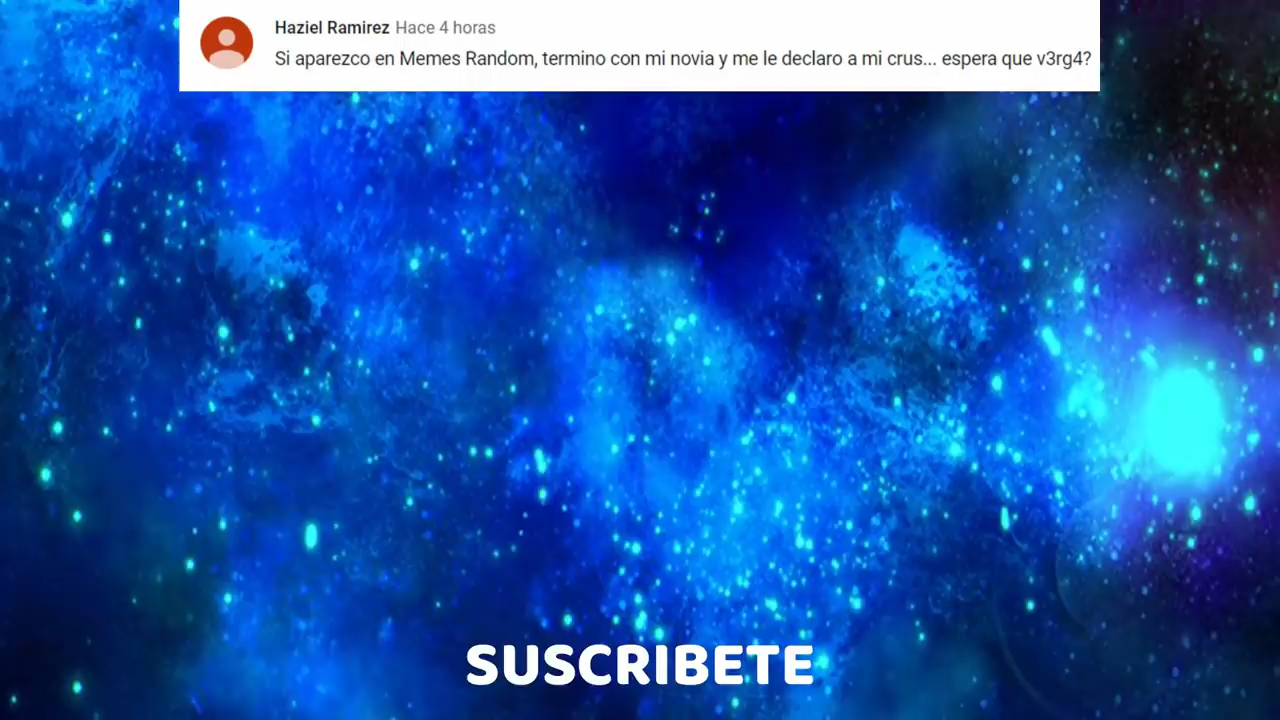 Haziel Ramirez Hace 4 horas
Si aparezco en Memes Random, termino con mi novia y me le declaro a mi crus... espera que v3rg4?
SUSCRIBETE